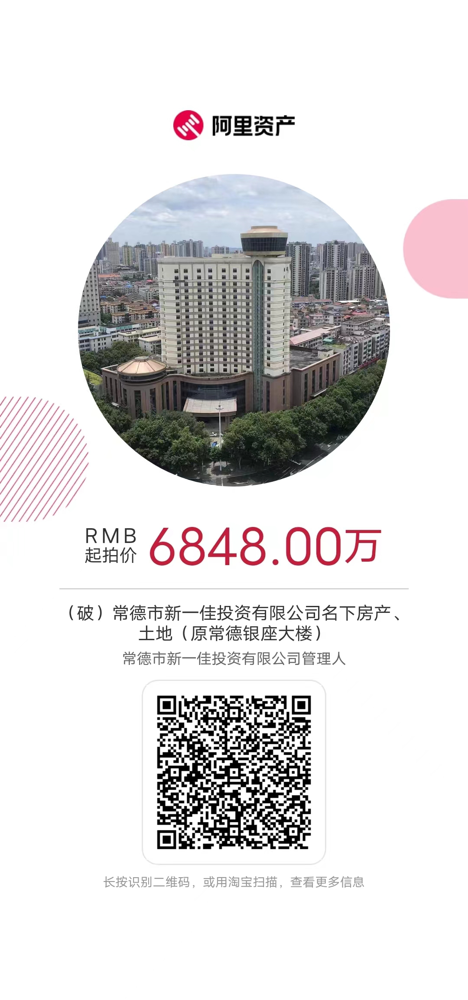 阿里资产
RMB
起拍价
6848.00万
（破）常德市新一佳投资有限公司名下房产、
土地（原常德银座大楼）
常德市新一佳投资有限公司管理人
长按识别二维码，或用淘宝扫描，查看更多信息